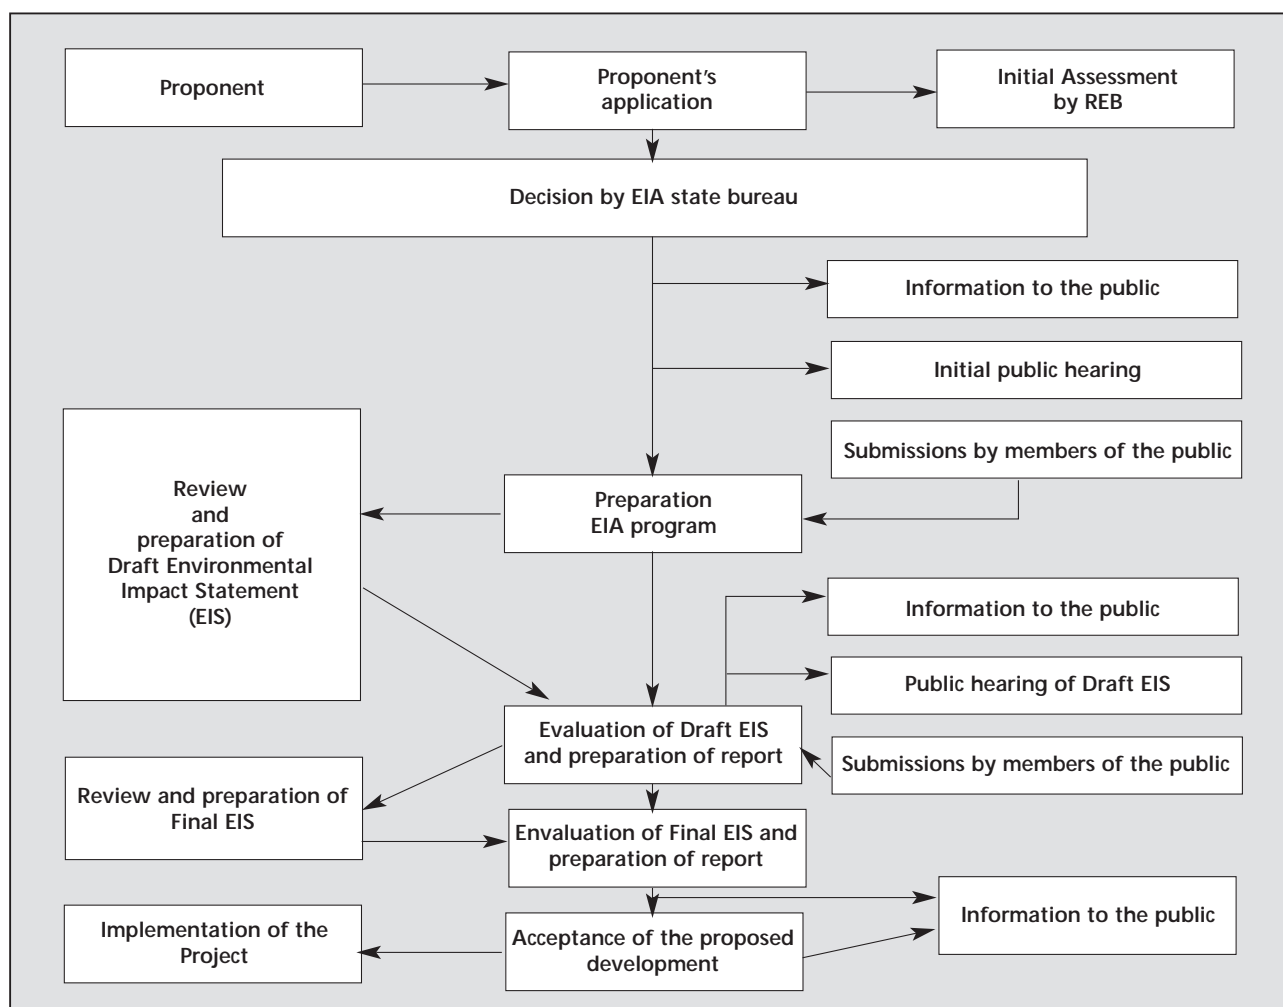 Proponent
Proponent's
application
Initial Assessment
by REB
Decision by EIA state bureau
Information to the public
Initial public hearing
Submissions by members of the public
Preparation
EIA program
Review
and
preparation of
Draft Environmental
Impact Statement
(EIS)
Information to the public
Public hearing of Draft EIS
Evaluation of Draft EIS
and preparation of report
Submissions by members of the public
Review and preparation of
Final EIS
Envaluation of Final EIS and
preparation of report
Information to the public
Implementation of the
Project
Acceptance of the proposed
development